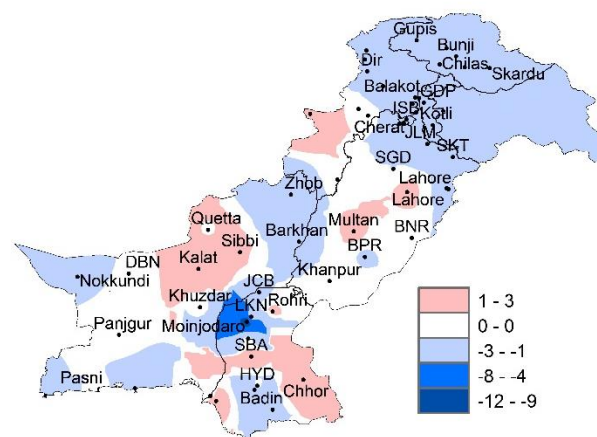 Gupis
Bunji
Dir
Chilas
Skardu
Balakot
GDP
ISB
Kotli
Cherat
JLM
SKT
SGD
Zhob
Lahore
Lahore
Quetta
Multan
BNR
Sibbi
Barkhan
BPR
DBN
Kalat
Nokkundi
Khanpur
JCB
Khuzdar
LKN
Rohri
Panjgur
Moinjodaro
SBA
Pasni
HYD
Chhor
Badin
1 - 3
0 - 0
-3 - -1
-8 - -4
-12 - -9